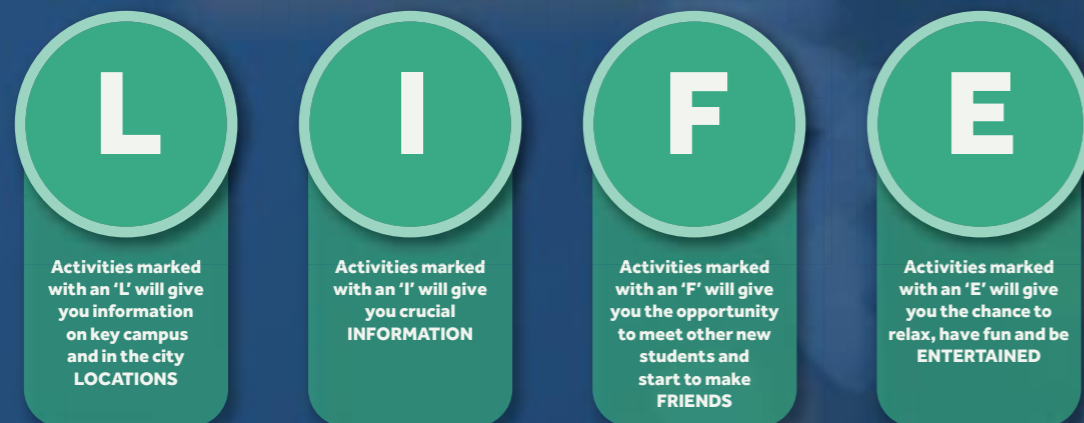 L
Activities marked
with an ‘L’ will give
you information
on key campus
and in the city
LOCATIONS
I
Activities marked
with an ‘I’ will give
you crucial
INFORMATION
F
Activities marked
with an ‘F’ will give
you the opportunity
to meet other new
students and
start to make
FRIENDS
E
Activities marked
with an ‘E’ will give
you the chance to
relax, have fun and be
ENTERTAINED